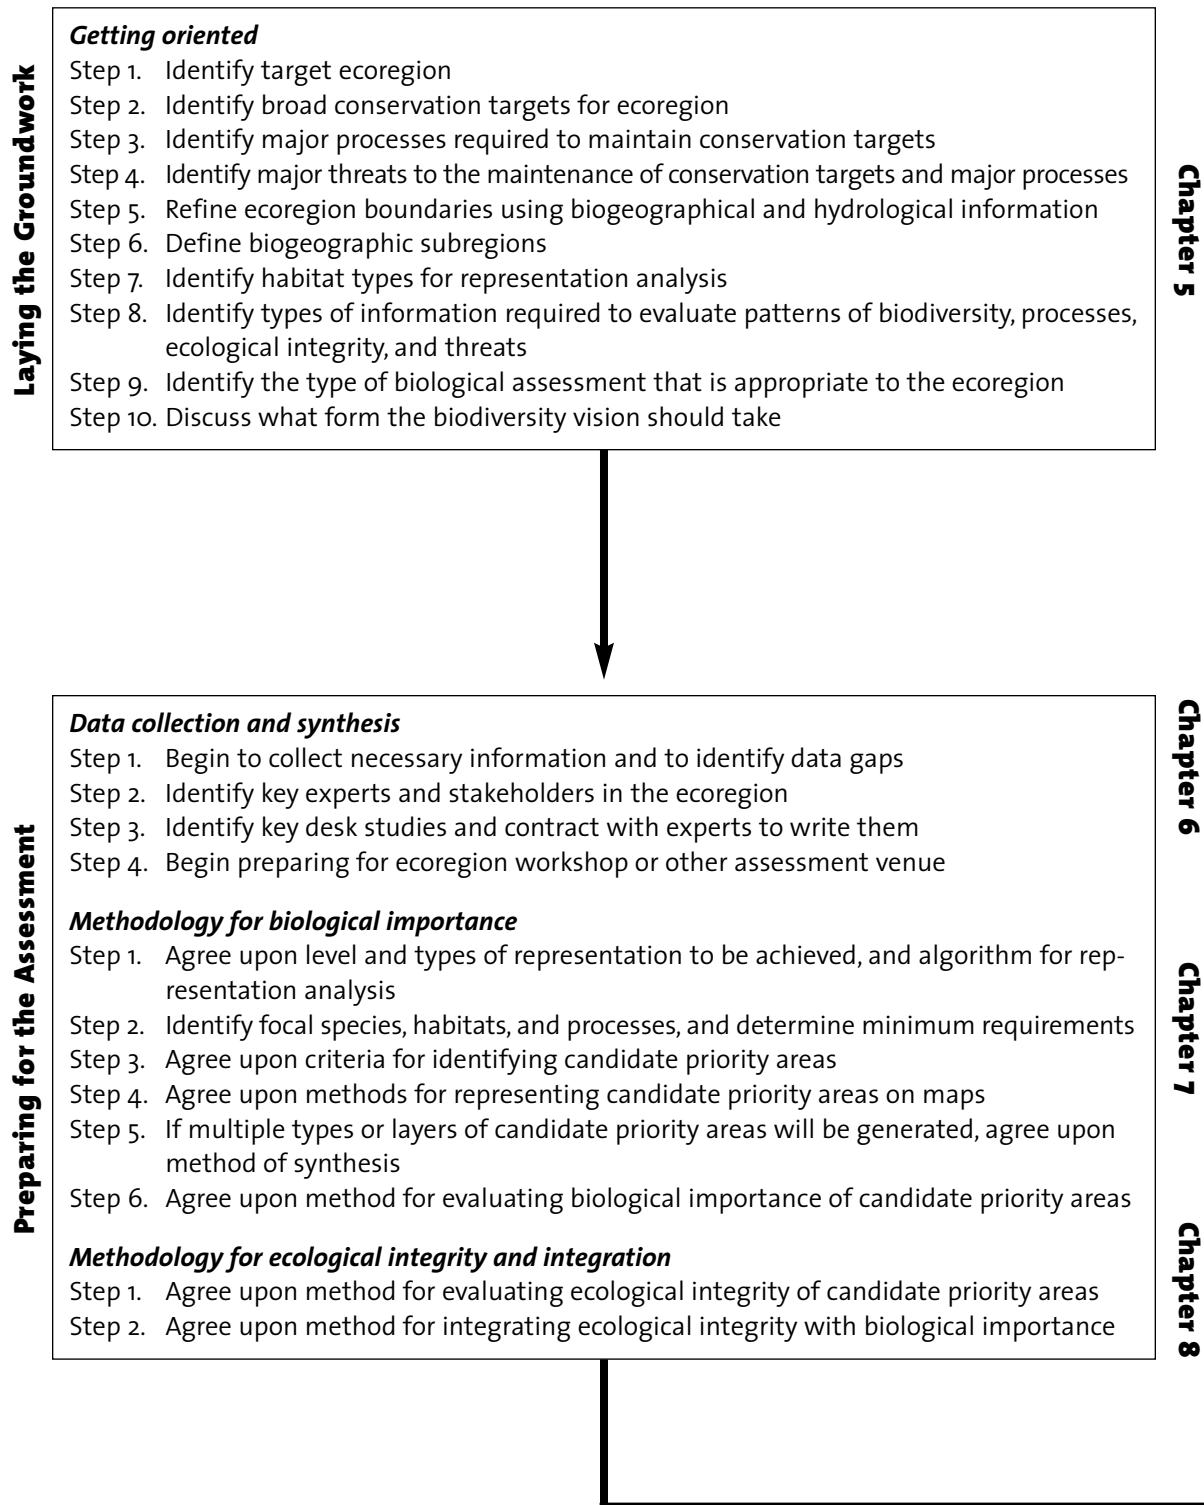 Laying the Groundwork
Getting oriented
Step 1. Identify target ecoregion
Step 2. Identify broad conservation targets for ecoregion
Step 3. Identify major processes required to maintain conservation targets
Step 4. Identify major threats to the maintenance of conservation targets and major processes
Step 5. Refine ecoregion boundaries using biogeographical and hydrological information
Step 6. Define biogeographic subregions
Step 7. Identify habitat types for representation analysis
Step 8. Identify types of information required to evaluate patterns of biodiversity, processes,
ecological integrity, and threats
Step 9. Identify the type of biological assessment that is appropriate to the ecoregion
Step 10. Discuss what form the biodiversity vision should take
Chapter 5
Preparing for the Assessment
Data collection and synthesis
Step 1. Begin to collect necessary information and to identify data gaps
Step 2. Identify key experts and stakeholders in the ecoregion
Step 3. Identify key desk studies and contract with experts to write them
Step 4. Begin preparing for ecoregion workshop or other assessment venue
Chapter 6
Methodology for biological importance
Step 1. Agree upon level and types of representation to be achieved, and algorithm for rep-
resentation analysis
Step 2. Identify focal species, habitats, and processes, and determine minimum requirements
Step 3. Agree upon criteria for identifying candidate priority areas
Step 4. Agree upon methods for representing candidate priority areas on maps
Step 5. If multiple types or layers of candidate priority areas will be generated, agree upon
method of synthesis
Step 6. Agree upon method for evaluating biological importance of candidate priority areas
Chapter 7
Methodology for ecological integrity and integration
Step 1. Agree upon method for evaluating ecological integrity of candidate priority areas
Step 2. Agree upon method for integrating ecological integrity with biological importance
Chapter 8